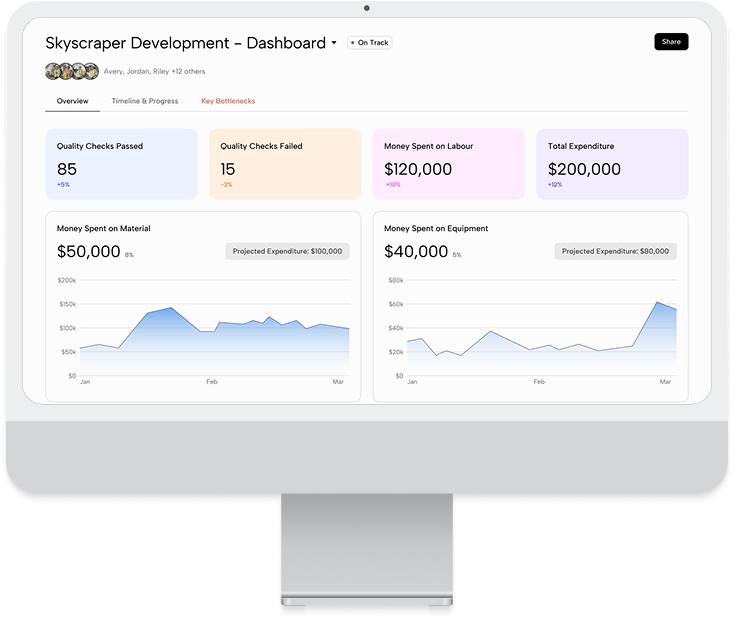 Skyscraper Development - Dashboard
On Track
Share
Avery, Jordan, Riley +12 others
Overview
Timeline & Progress
Key Bottlenecks
Quality Checks Passed
85
+5%
Quality Checks Failed
15
-3%
Money Spent on Labour
$120,000
+10%
Total Expenditure
$200,000
+12%
Money Spent on Material
$50,000 8%
Projected Expenditure: $100,000
$200k
$150k
$100k
$50k
$0
Jan
Feb
Mar
Money Spent on Equipment
$40,000 5%
Projected Expenditure: $80,000
$80k
$60k
$40k
$20k
$0
Jan
Feb
Mar